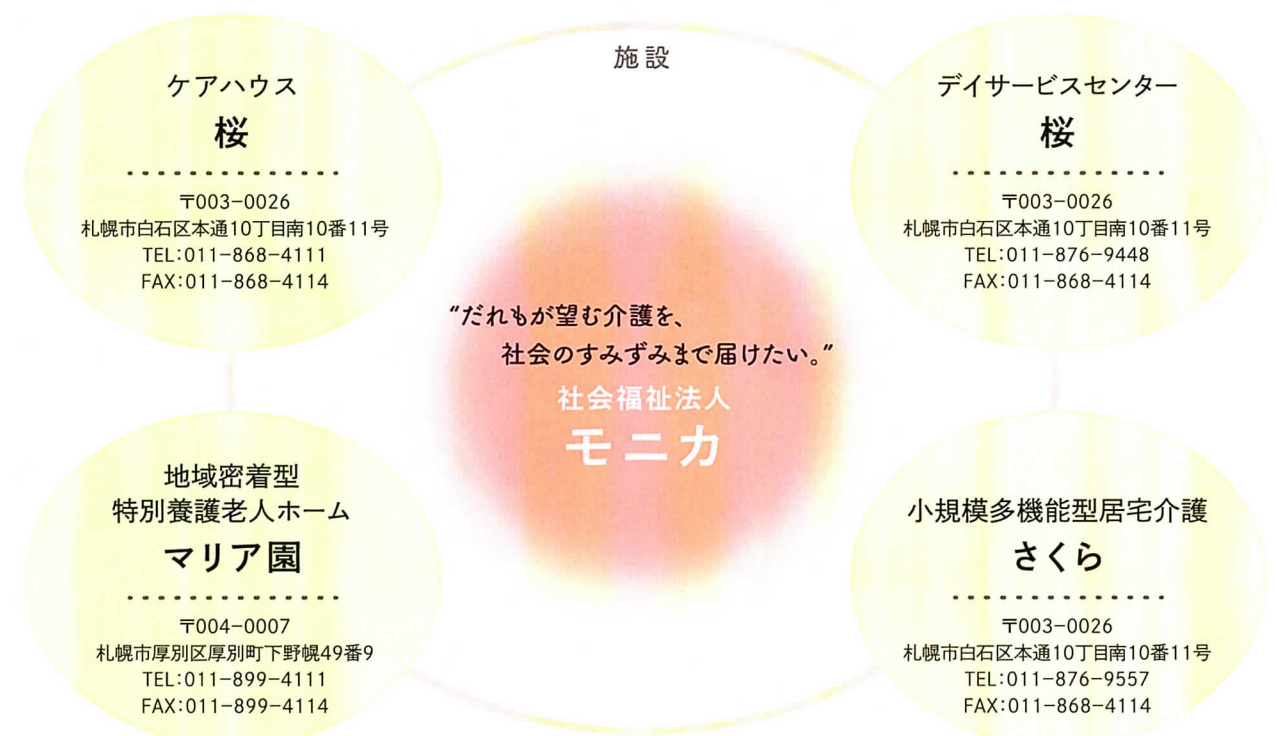 施設
ケアハウス
桜
〒003-0026
札幌市白石区本通10丁目南10番11号
TEL:011-868-4111
FAX:011-868-4114
デイサービスセンター
桜
〒003-0026
札幌市白石区本通10丁目南10番11号
TEL:011-876-9448
FAX:011-868-4114
“だれもが望む介護を、
社会のすみずみまで届けたい。”
社会福祉法人
モニカ
地域密着型
特別養護老人ホーム
マリア園
〒004-0007
札幌市厚別区厚別町下野幌49番9
TEL:011-899-4111
FAX:011-899-4114
小規模多機能型居宅介護
さくら
〒003-0026
札幌市白石区本通10丁目南10番11号
TEL:011-876-9557
FAX:011-868-4114